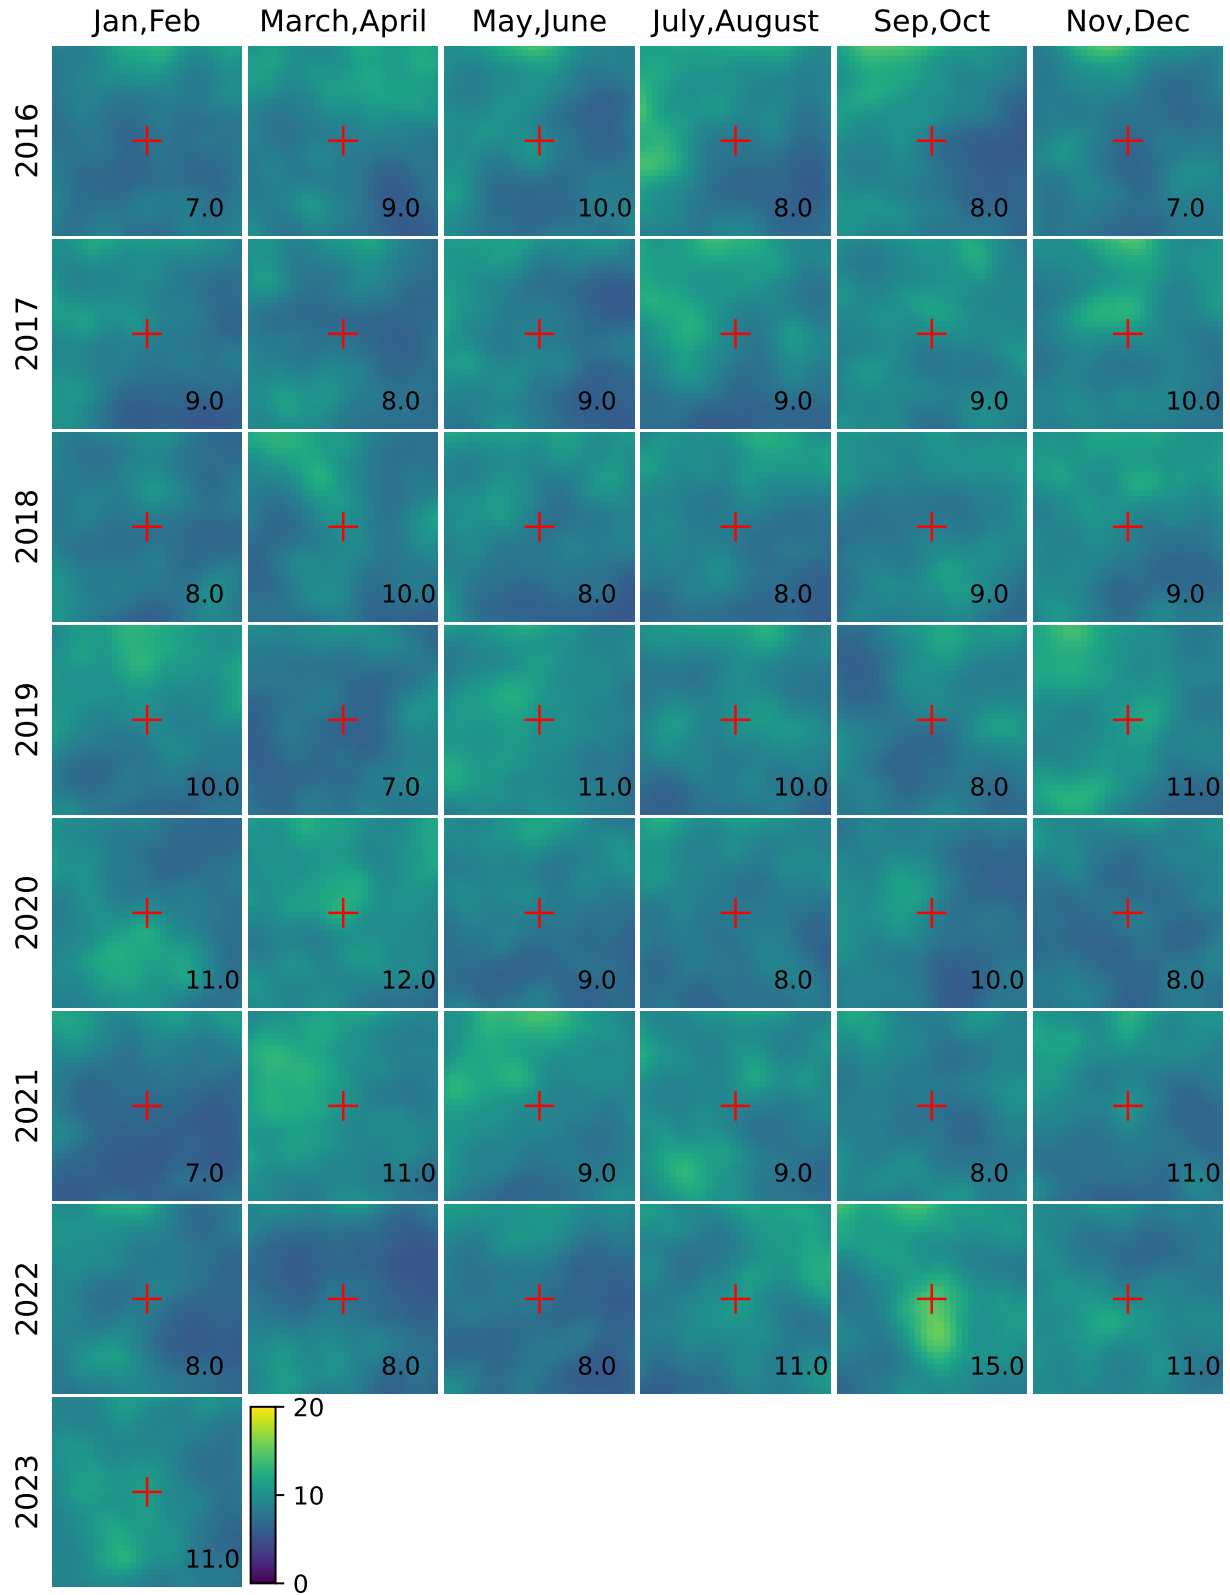 Jan,Feb March,April May,June July,August Sep,Oct Nov,Dec
2016 7.0 9.0 10.0 8.0 8.0 7.0
2017 9.0 8.0 9.0 9.0 9.0 10.0
2018 8.0 10.0 8.0 8.0 9.0 9.0
2019 10.0 7.0 11.0 10.0 8.0 11.0
2020 11.0 12.0 9.0 8.0 10.0 8.0
2021 7.0 11.0 9.0 9.0 8.0 11.0
2022 8.0 8.0 8.0 11.0 15.0 11.0
2023 11.0
20
10
0